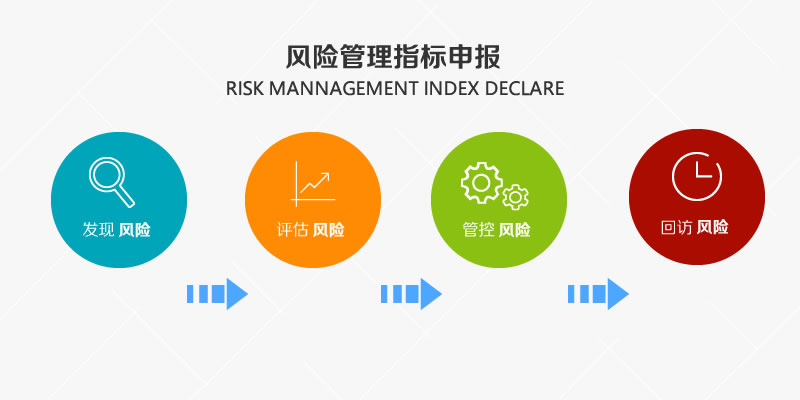 风险管理指标申报
RISK MANNAGEMENT INDEX DECLARE
发现 风险
评估 风险
管控 风险
回访 风险